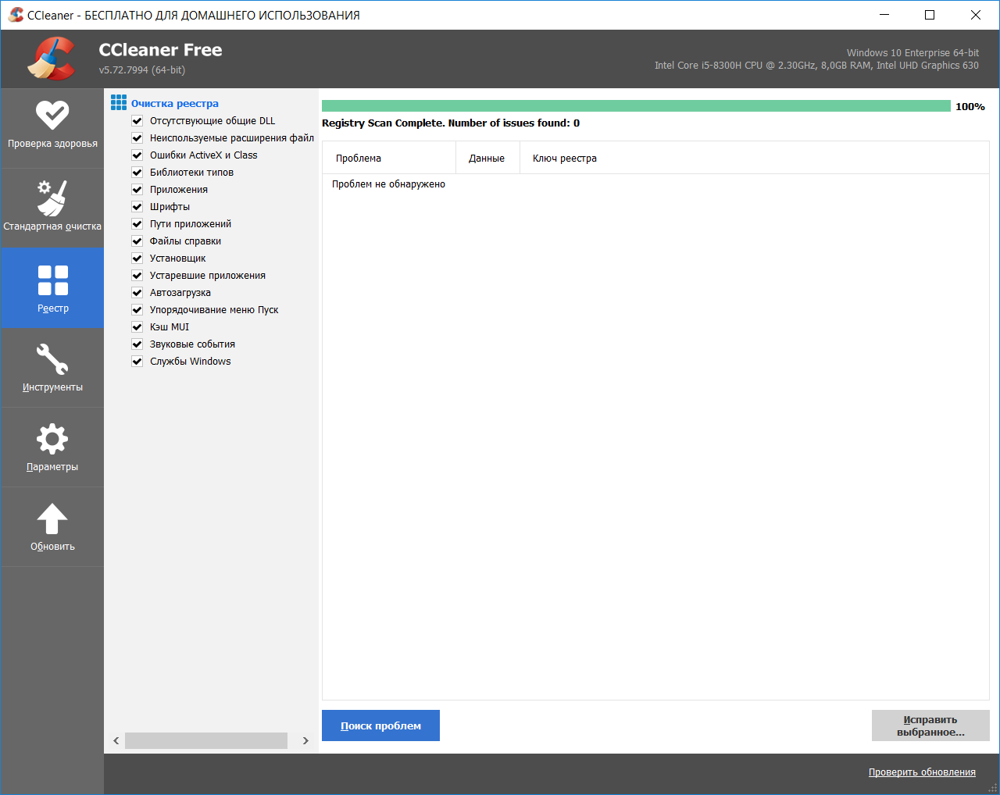 CCleaner - БЕСПЛАТНО ДЛЯ ДОМАШНЕГО ИСПОЛЬЗОВАНИЯ
CCleaner Free
v5.72.7994 (64-bit)
Windows 10 Enterprise 64-bit
Intel Core i5-8300H CPU @ 2.30GHz, 8,0GB RAM, Intel UHD Graphics 630
Проверка здоровья
Стандартная очистка
Реестр
Инструменты
Параметры
Обновить
Очистка реестра
Отсутствующие общие DLL
Неиспользуемые расширения файл
Ошибки ActiveX и Class
Библиотеки типов
Приложения
Шрифты
Пути приложений
Файлы справки
Установщик
Устаревшие приложения
Автозагрузка
Упорядочивание меню Пуск
Кэш MUI
Звуковые события
Службы Windows
100%
Registry Scan Complete. Number of issues found: 0
Проблема Данные Ключ реестра
Проблем не обнаружено
Поиск проблем
Исправить
выбранное...
Проверить обновления